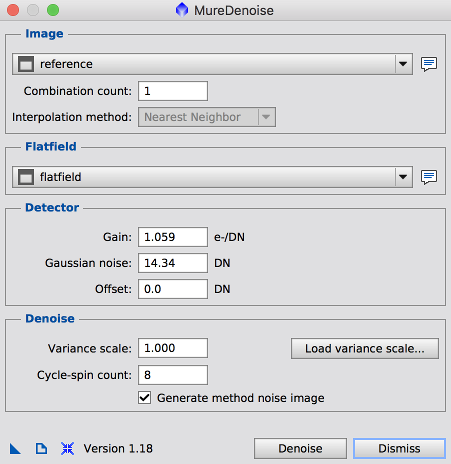 MureDenoise
Image
reference
Combination count: 1
Interpolation method: Nearest Neighbor
Flatfield
flatfield
Detector
Gain: 1.059 e-/DN
Gaussian noise: 14.34 DN
Offset: 0.0 DN
Denoise
Variance scale: 1.000 Load variance scale...
Cycle-spin count: 8
Generate method noise image
Version 1.18 Denoise Dismiss